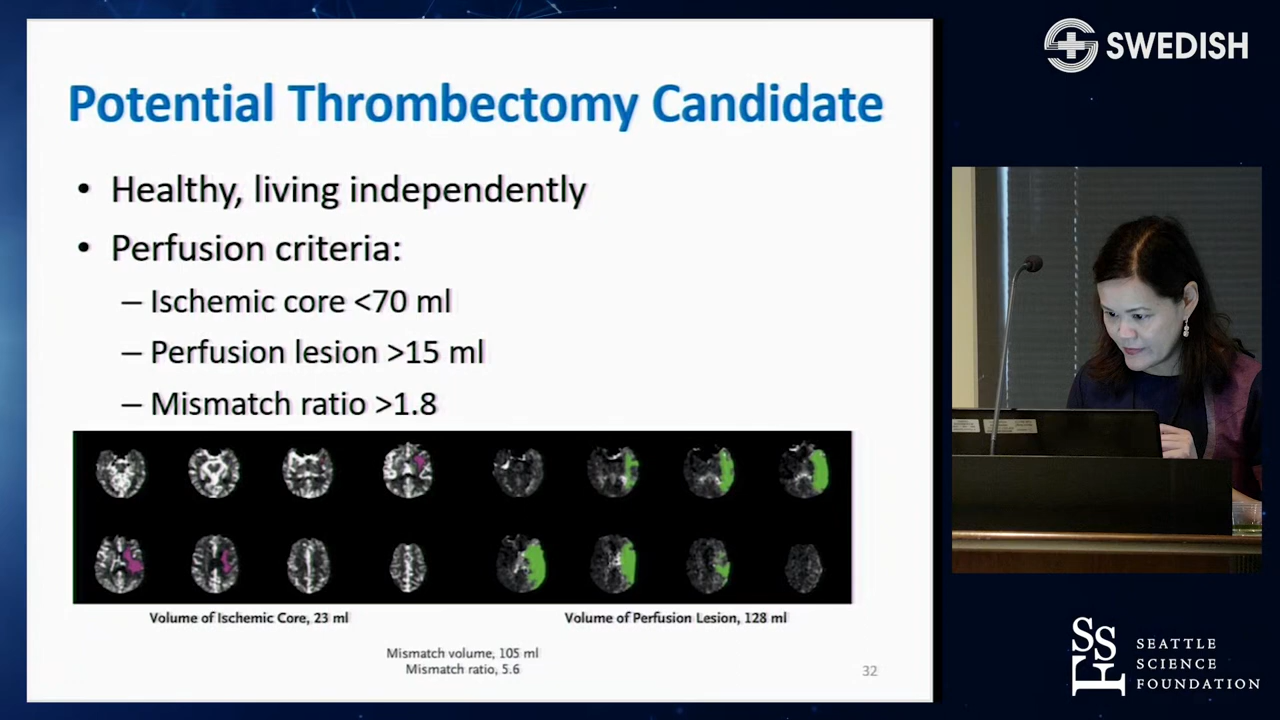 Potential Thrombectomy Candidate
• Healthy, living independently
• Perfusion criteria:
– Ischemic core <70 ml
– Perfusion lesion >15 ml
– Mismatch ratio >1.8
Volume of Ischemic Core, 23 ml
Volume of Perfusion Lesion, 128 ml
Mismatch volume, 105 ml
Mismatch ratio, 5.6
32
SWEDISH
SSF
SEATTLE
SCIENCE
FOUNDATION